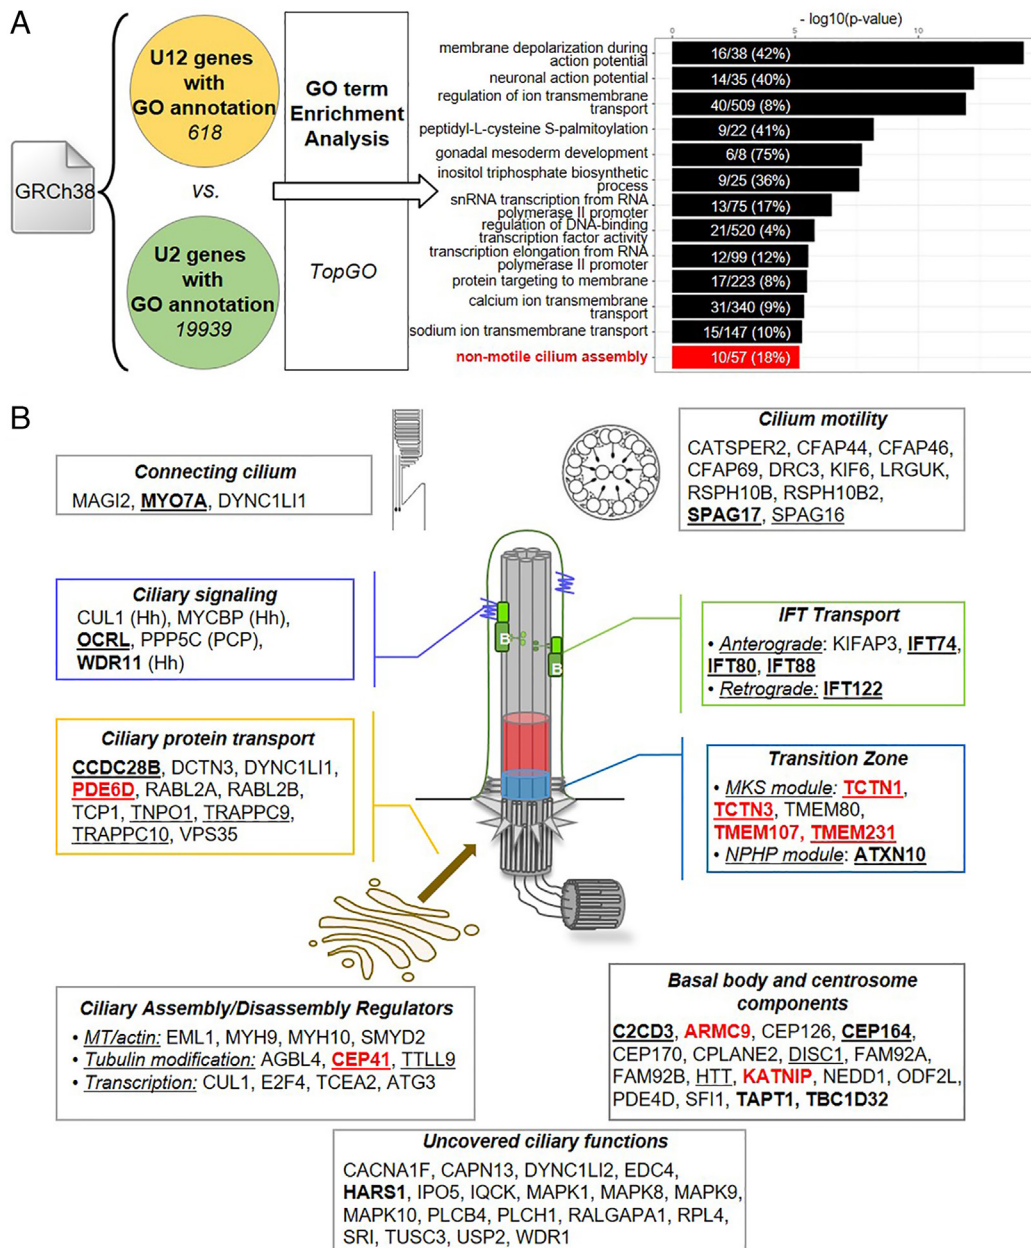 A
GRCh38
U12 genes
with
GO annotation
618
vs.
U2 genes
with
GO annotation
19939
GO term
Enrichment
Analysis
TopGO
- log10(p-value)
0
5
10
membrane depolarization during
action potential
16/38 (42%)
neuronal action potential
14/35 (40%)
regulation of ion transmembrane
transport
40/509 (8%)
peptidyl-L-cysteine S-palmitoylation
9/22 (41%)
gonadal mesoderm development
6/8 (75%)
inositol triphosphate biosynthetic
process
9/25 (36%)
snRNA transcription from RNA
polymerase II promoter
13/75 (17%)
regulation of DNA-binding
transcription factor activity
21/520 (4%)
transcription elongation from RNA
polymerase II promoter
12/99 (12%)
protein targeting to membrane
17/223 (8%)
calcium ion transmembrane
transport
31/340 (9%)
sodium ion transmembrane transport
15/147 (10%)
non-motile cilium assembly
10/57 (18%)
B
Connecting cilium
MAGI2, MYO7A, DYNC1LI1
Cilium motility
CATSPER2, CFAP44, CFAP46,
CFAP69, DRC3, KIF6, LRGUK,
RSPH10B, RSPH10B2,
SPAG17, SPAG16
Ciliary signaling
CUL1 (Hh), MYCBP (Hh),
OCRL, PPP5C (PCP),
WDR11 (Hh)
B
B
IFT Transport
• Anterograde: KIFAP3, IFT74,
IFT80, IFT88
• Retrograde: IFT122
Ciliary protein transport
CCDC28B, DCTN3, DYNC1LI1,
PDE6D, RABL2A, RABL2B,
TCP1, TNPO1, TRAPPC9,
TRAPPC10, VPS35
Transition Zone
• MKS module: TCTN1,
TCTN3, TMEM80,
TMEM107, TMEM231
• NPHP module: ATXN10
Ciliary Assembly/Disassembly Regulators
• MT/actin: EML1, MYH9, MYH10, SMYD2
• Tubulin modification: AGBL4, CEP41, TTLL9
• Transcription: CUL1, E2F4, TCEA2, ATG3
Basal body and centrosome
components
C2CD3, ARMC9, CEP126, CEP164,
CEP170, CPLANE2, DISC1, FAM92A,
FAM92B, HTT, KATNIP, NEDD1, ODF2L,
PDE4D, SFI1, TAPT1, TBC1D32
Uncovered ciliary functions
CACNA1F, CAPN13, DYNC1LI2, EDC4,
HARS1, IPO5, IQCK, MAPK1, MAPK8, MAPK9,
MAPK10, PLCB4, PLCH1, RALGAPA1, RPL4,
SRI, TUSC3, USP2, WDR1